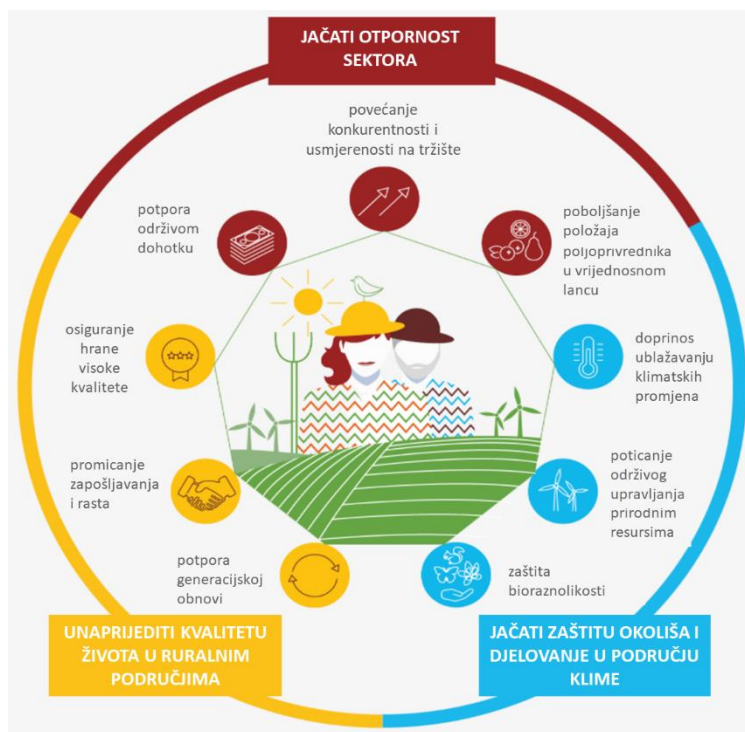 JAČATI OTPORNOST
SEKTORA
povećanje
konkurentnosti i
usmjerenosti na tržište
potpora
održivom
dohotku
poboljšanje
položaja
poljoprivrednika
u vrijednosnom
lancu
osiguranje
hrane
visoke
kvalitete
doprinos
ublažavanju
klimatskih
promjena
promicanje
zapošljavanja
i rasta
poticanje
održivog
upravljanja
prirodnim
resursima
potpora
generacijskoj
obnovi
zaštita
bioraznolikosti
UNAPRIJEDITI KVALITETU
ŽIVOTA U RURALNIM
PODRUČJIMA
JAČATI ZAŠTITU OKOLIŠA I
DJELOVANJE U PODRUČJU
KLIME